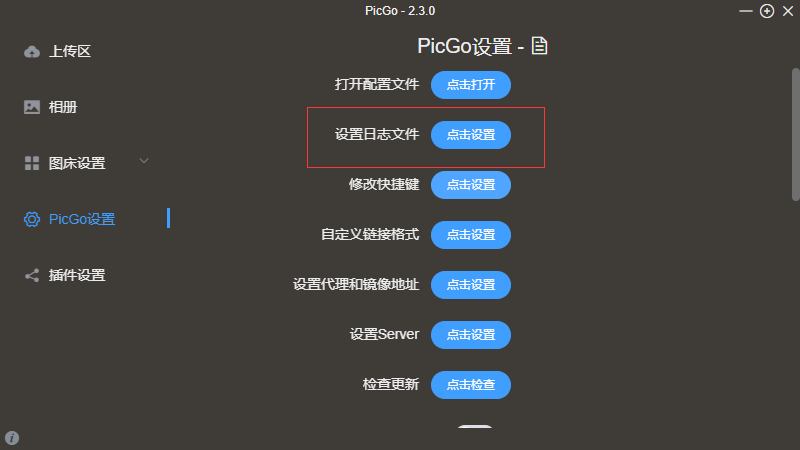 PicGo - 2.3.0
上传区
相册
图床设置
PicGo设置
插件设置
PicGo设置 -
打开配置文件 点击打开
设置日志文件 点击设置
修改快捷键 点击设置
自定义链接格式 点击设置
设置代理和镜像地址 点击设置
设置Server 点击设置
检查更新 点击检查